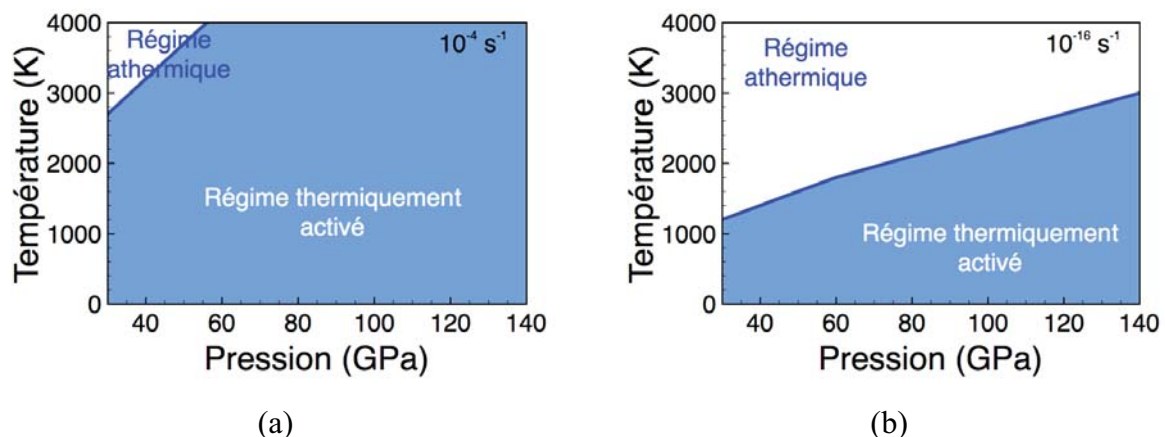 4000
3000
2000
1000
0
Température (K)
Régime
athermique
10⁻⁴ s⁻¹
Régime thermiquement
activé
40 60 80 100 120 140
Pression (GPa)
(a)
4000
3000
2000
1000
0
Température (K)
Régime
athermique
10⁻¹⁶ s⁻¹
Régime thermiquement
activé
40 60 80 100 120 140
Pression (GPa)
(b)